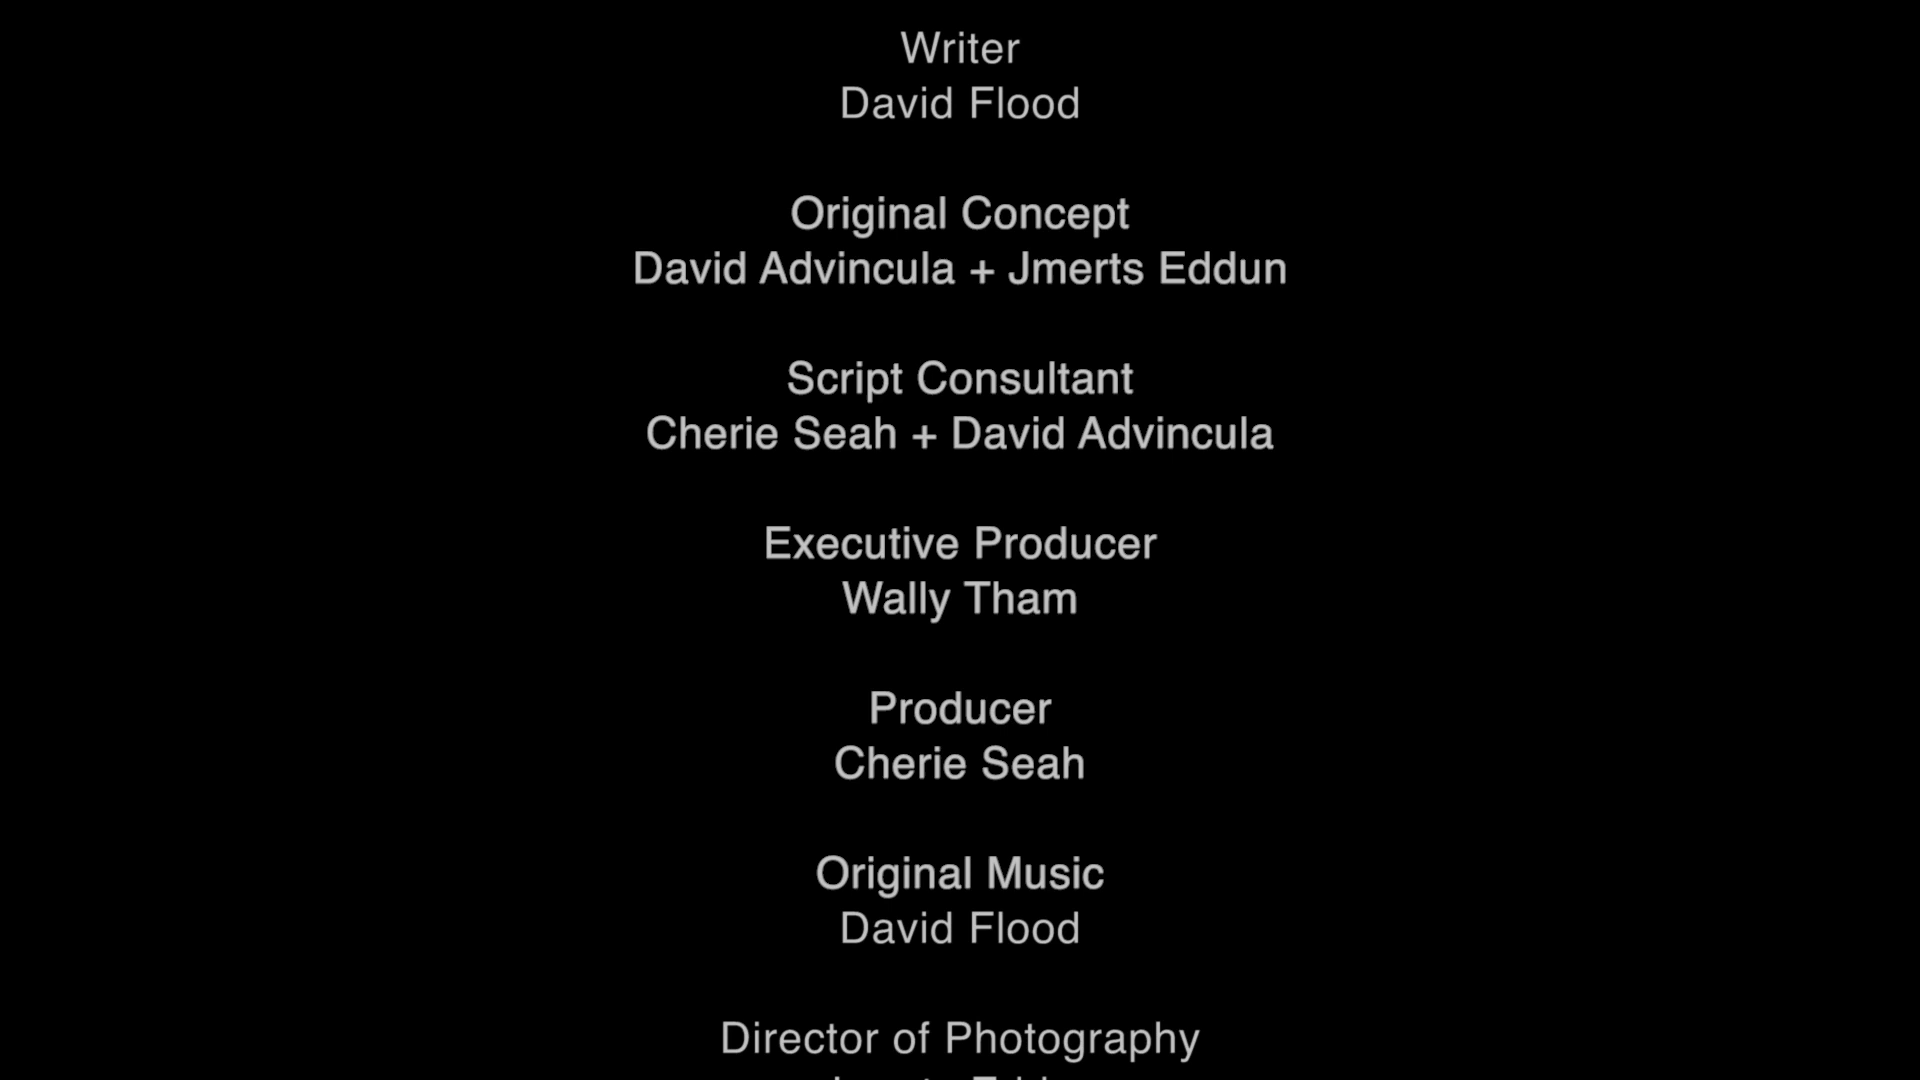 Writer
David Flood
Original Concept
David Advincula + Jmerts Eddun
Script Consultant
Cherie Seah + David Advincula
Executive Producer
Wally Tham
Producer
Cherie Seah
Original Music
David Flood
Director of Photography